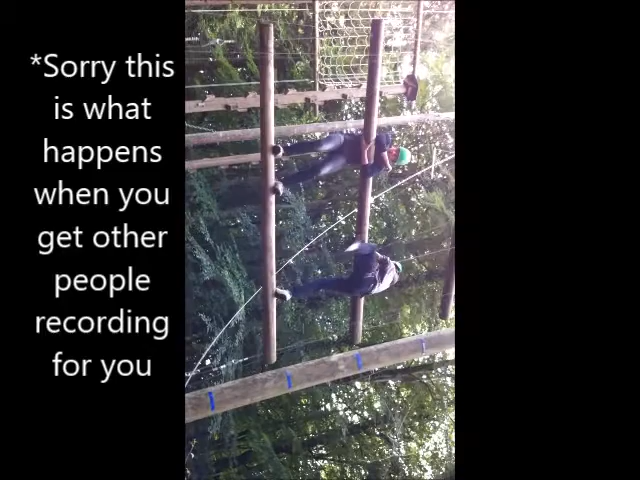 *Sorry this
is what
happens
when you
get other
people
recording
for you